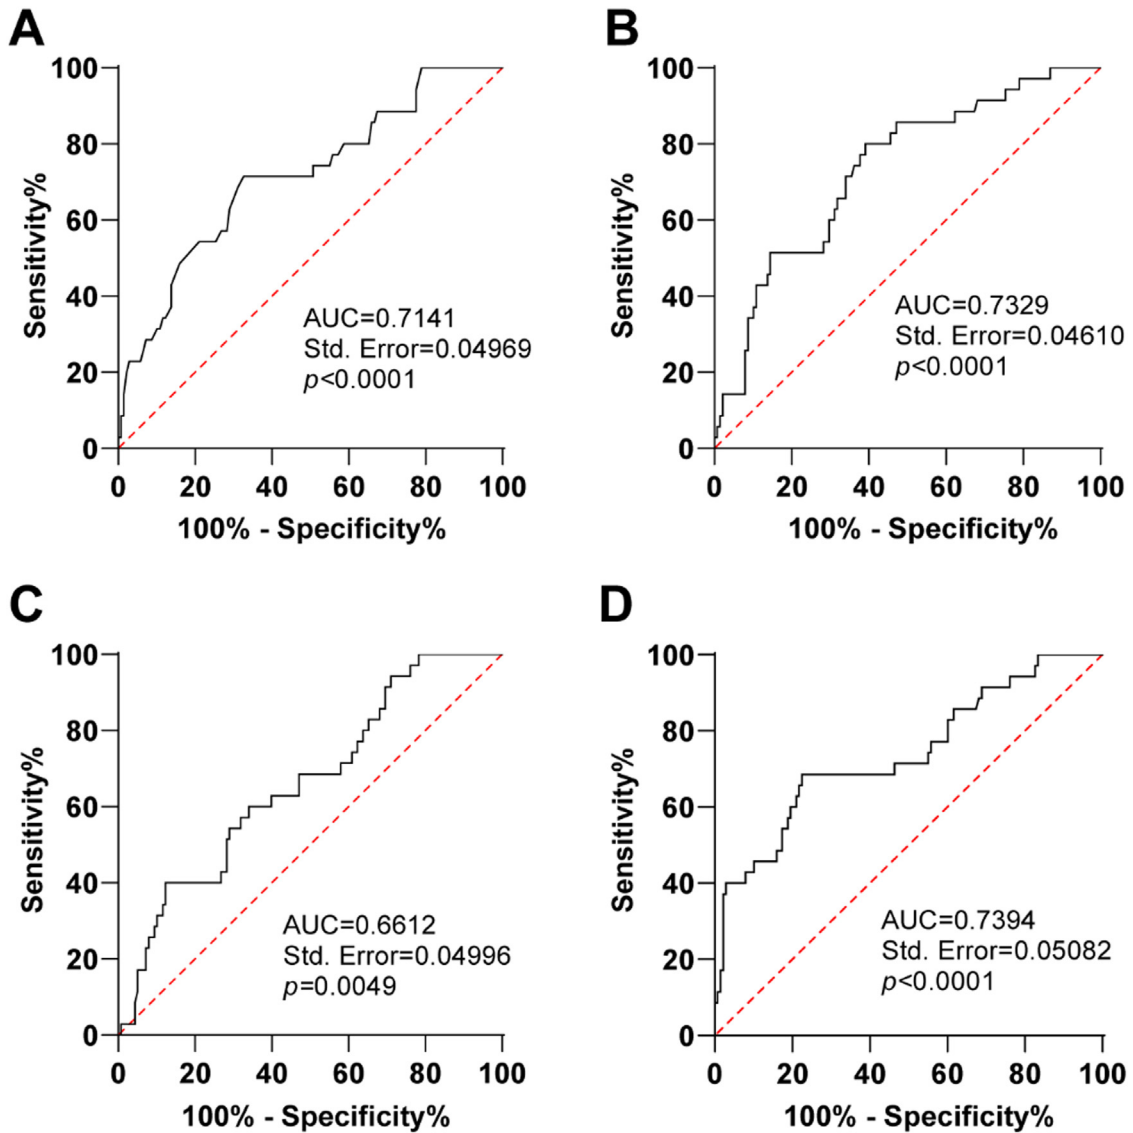 A
Sensitivity%
100
80
60
40
20
0
AUC=0.7141
Std. Error=0.04969
p<0.0001
0 20 40 60 80 100
100% - Specificity%
B
Sensitivity%
100
80
60
40
20
0
AUC=0.7329
Std. Error=0.04610
p<0.0001
0 20 40 60 80 100
100% - Specificity%
C
Sensitivity%
100
80
60
40
20
0
AUC=0.6612
Std. Error=0.04996
p=0.0049
0 20 40 60 80 100
100% - Specificity%
D
Sensitivity%
100
80
60
40
20
0
AUC=0.7394
Std. Error=0.05082
p<0.0001
0 20 40 60 80 100
100% - Specificity%